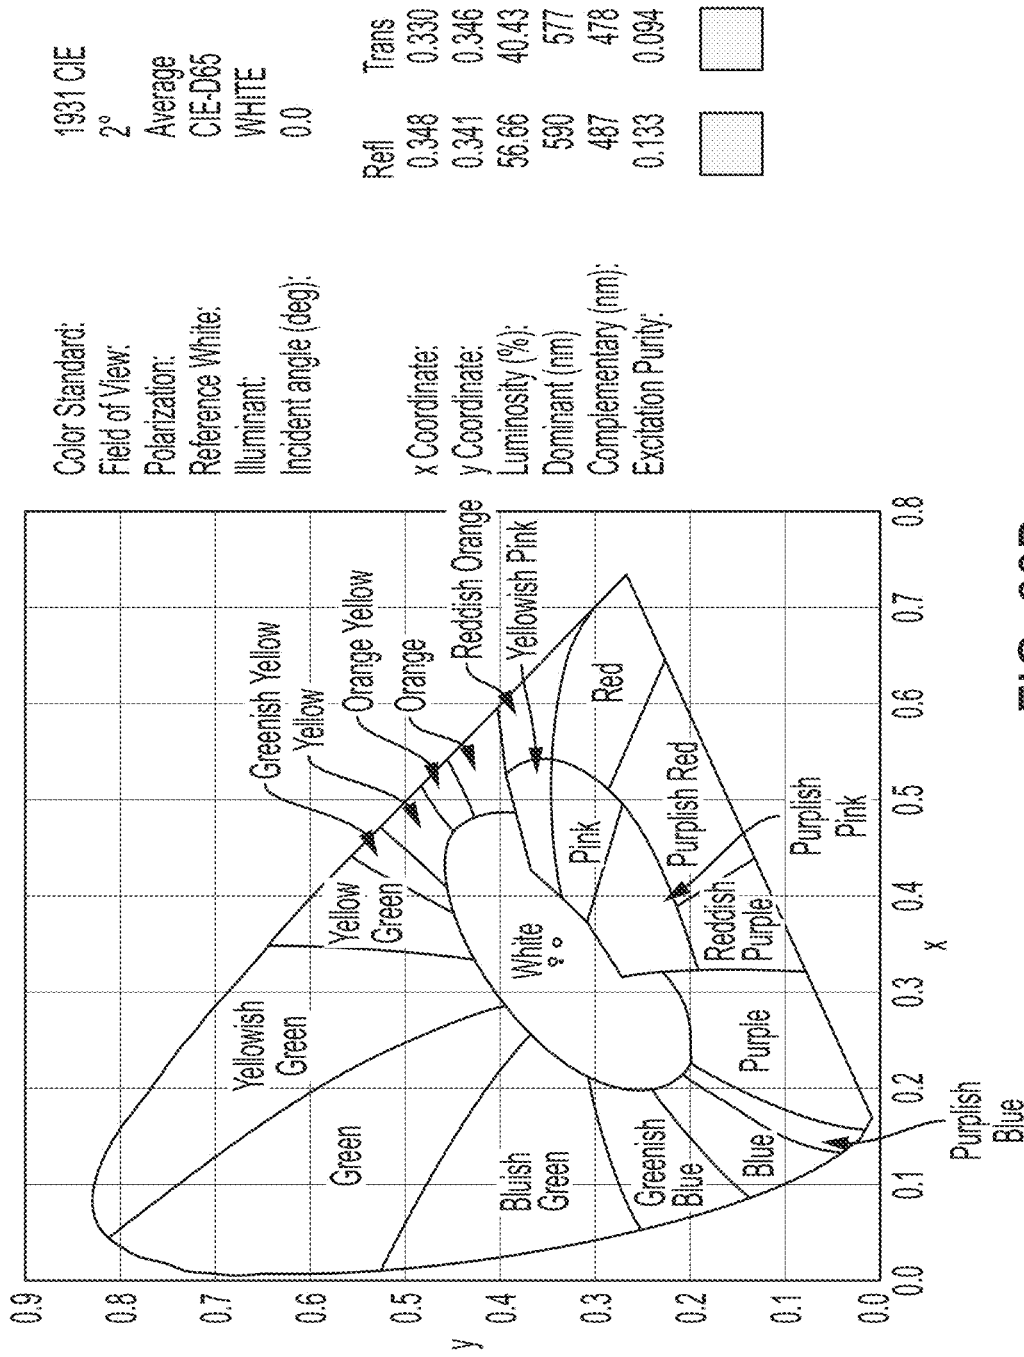 Color Standard: 1931 CIE
Field of View: 2°
Polarization: Average
Reference White: CIE-D65
Illuminant: WHITE
Incident angle (deg): 0.0
Refl Trans
x Coordinate: 0.348 0.330
y Coordinate: 0.341 0.346
Luminosity (%): 56.66 40.43
Dominant (nm) 590 577
Complementary (nm): 487 478
Excitation Purity: 0.133 0.094
y
0.9
0.8
0.7
0.6
0.5
0.4
0.3
0.2
0.1
0.0
0.0 0.1 0.2 0.3 0.4 0.5 0.6 0.7 0.8
x
Greenish Yellow
Yellow
Orange Yellow
Orange
Reddish Orange
Yellowish Pink
Yellow
Green
Yellowish
Green
Green
Bluish
Green
Greenish
Blue
Blue
Purplish
Blue
Purple
Reddish
Purple
Purplish
Pink
Purplish Red
Pink
Red
White